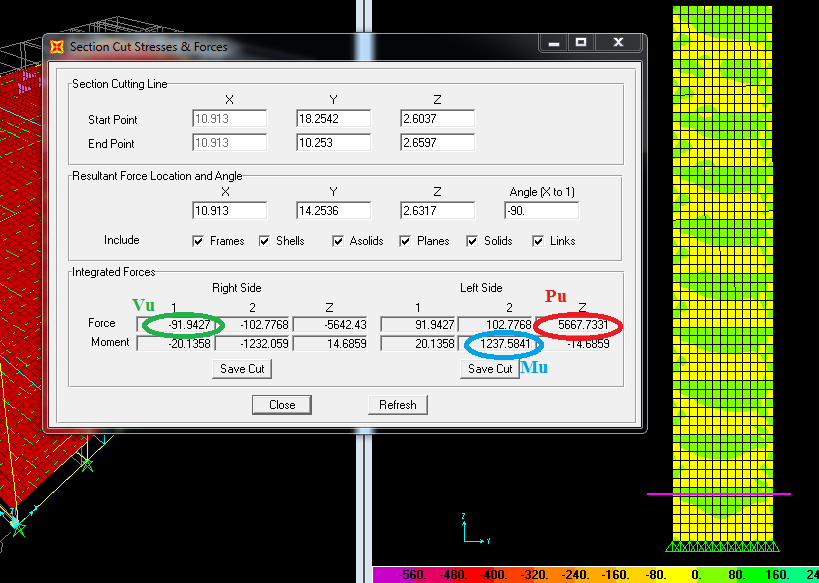 Section Cut Stresses & Forces
Section Cutting Line
X Y Z
Start Point 10.913 18.2542 2.6037
End Point 10.913 10.253 2.6597
Resultant Force Location and Angle
X Y Z Angle (X to 1)
10.913 14.2536 2.6317 -90.
Include Frames Shells Asolids Planes Solids Links
Integrated Forces
Right Side Left Side
Vu Pu
1 2 Z 1 2 Z
Force -91.9427 -102.7768 -5642.43 91.9427 102.7768 5667.7331
Moment -20.1358 -1232.059 14.6859 20.1358 1237.5841 -14.6859
Save Cut Save Cut Mu
Close Refresh
Z
Y
-560. -480. -400. -320. -240. -160. -80. 0. 80. 160. 24